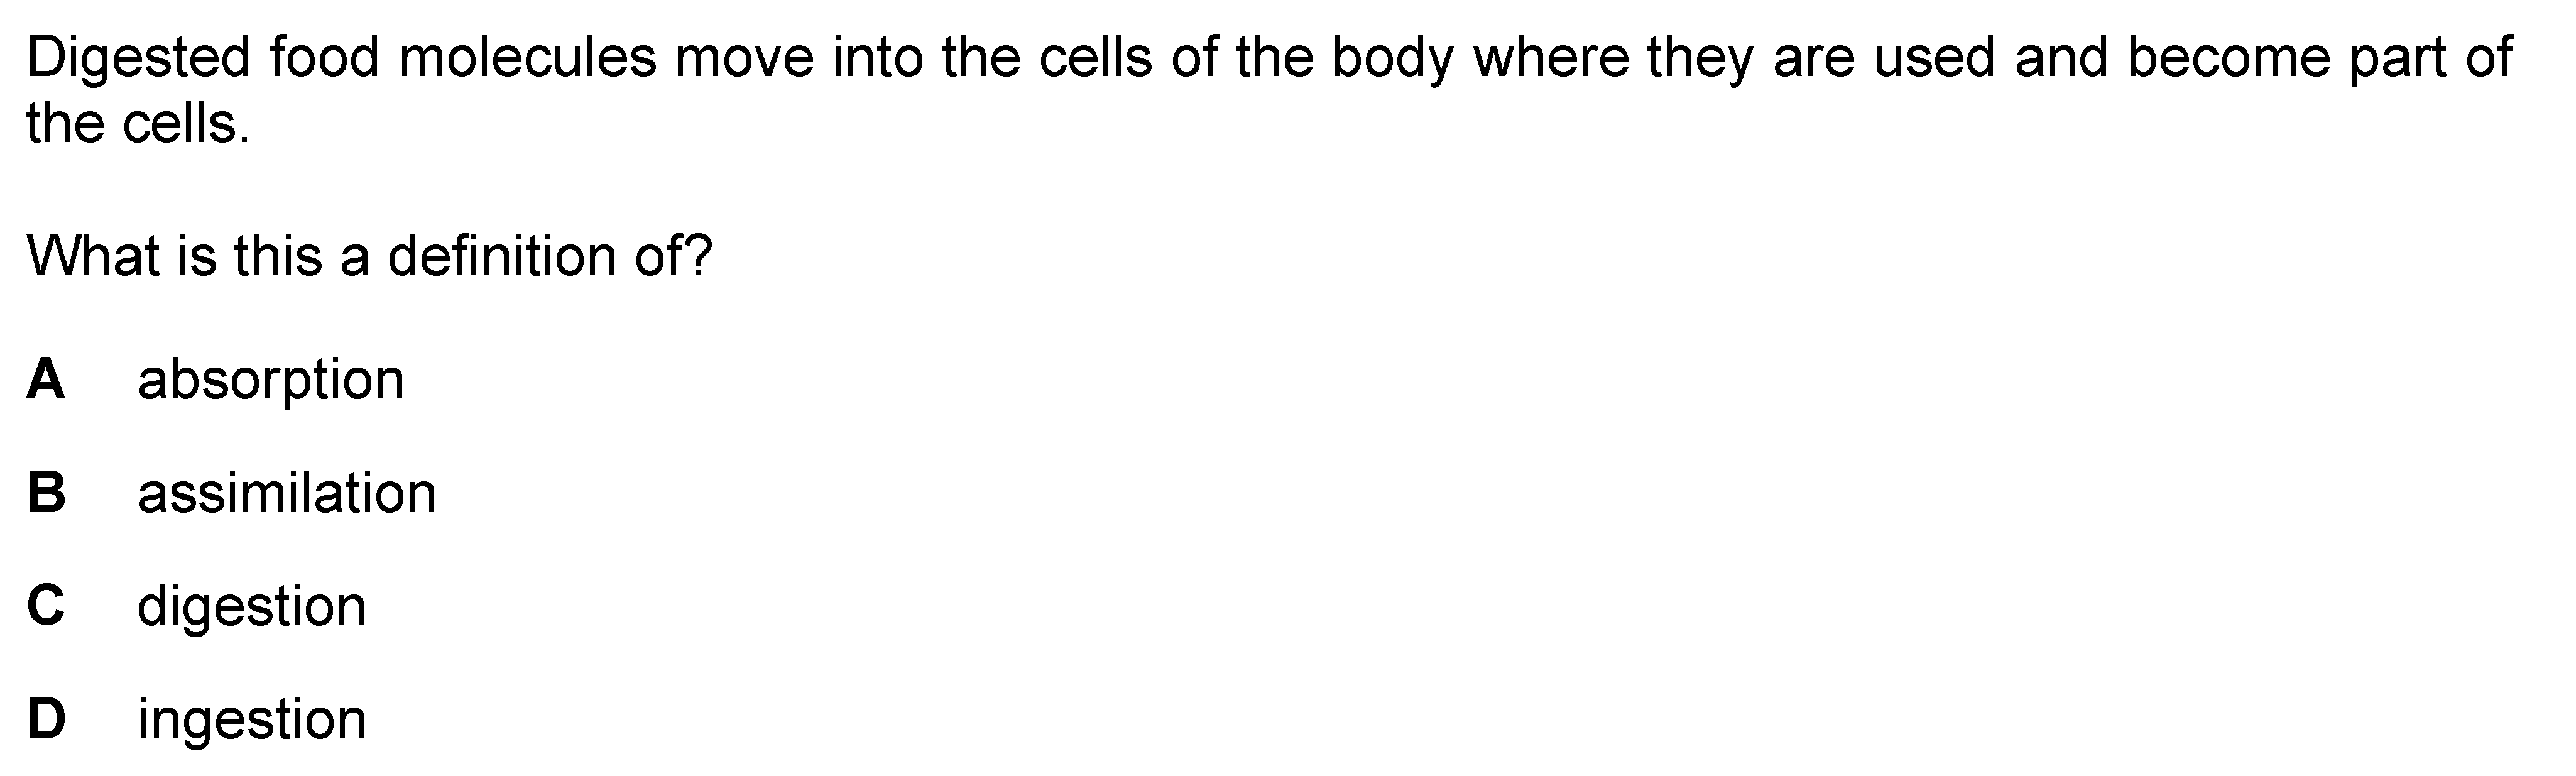 Digested food molecules move into the cells of the body where they are used and become part of
the cells.
What is this a definition of?
A absorption
B assimilation
C digestion
D ingestion